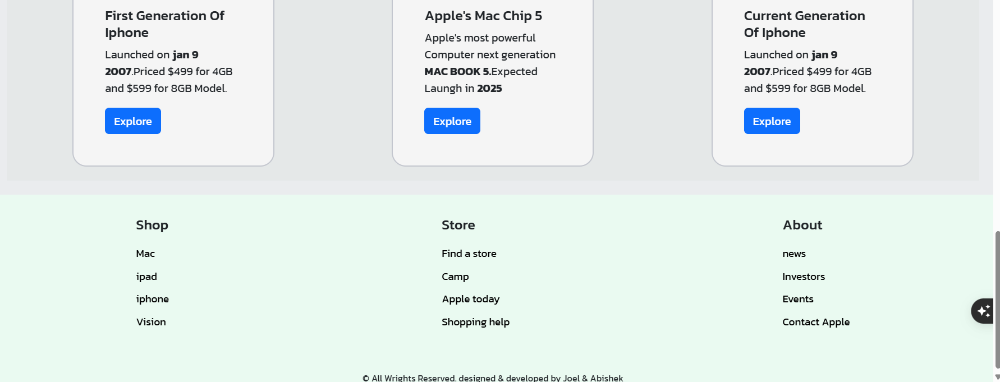 First Generation Of
Iphone
Launched on jan 9
2007.Priced $499 for 4GB
and $599 for 8GB Model.
Explore
Apple's Mac Chip 5
Apple's most powerful
Computer next generation
MAC BOOK 5.Expected
Laungh in 2025
Explore
Current Generation
Of Iphone
Launched on jan 9
2007.Priced $499 for 4GB
and $599 for 8GB Model.
Explore
Shop
Mac
ipad
iphone
Vision
Store
Find a store
Camp
Apple today
Shopping help
About
news
Investors
Events
Contact Apple
© All Wrights Reserved. designed & developed by Joel & Abishek